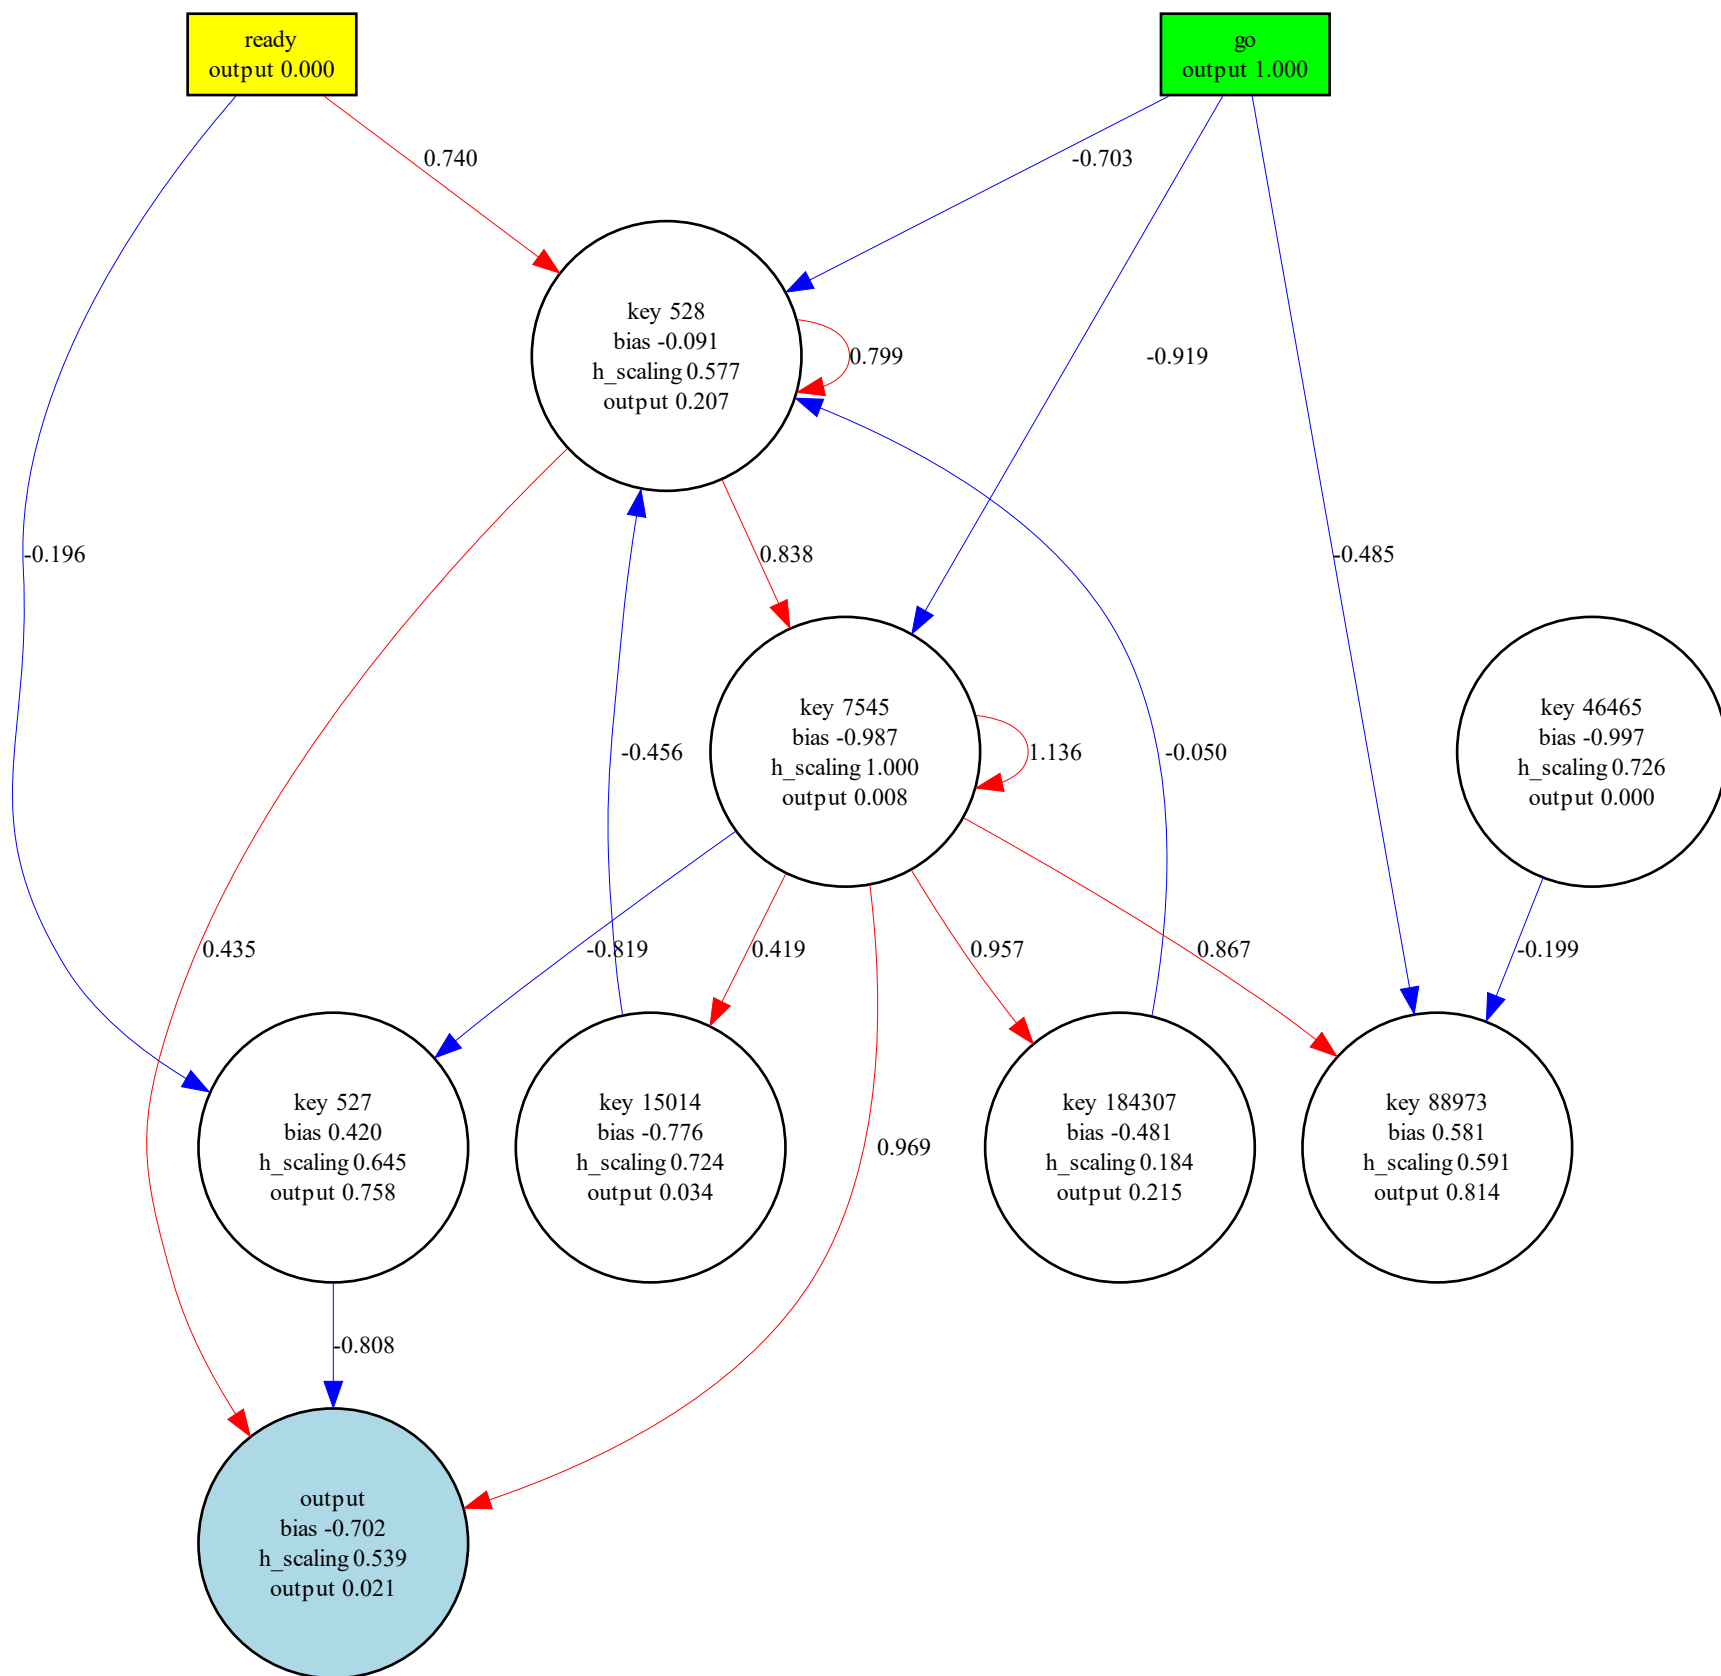 ready
output 0.000
go
output 1.000
0.740
-0.703
key 528
bias -0.091
h_scaling 0.577
output 0.207
0.799
-0.919
-0.196
0.838
-0.485
key 7545
bias -0.987
h_scaling 1.000
output 0.008
1.136
-0.456
-0.050
key 46465
bias -0.997
h_scaling 0.726
output 0.000
0.435
-0.819
0.419
0.957
0.867
-0.199
key 527
bias 0.420
h_scaling 0.645
output 0.758
key 15014
bias -0.776
h_scaling 0.724
output 0.034
0.969
key 184307
bias -0.481
h_scaling 0.184
output 0.215
key 88973
bias 0.581
h_scaling 0.591
output 0.814
-0.808
output
bias -0.702
h_scaling 0.539
output 0.021